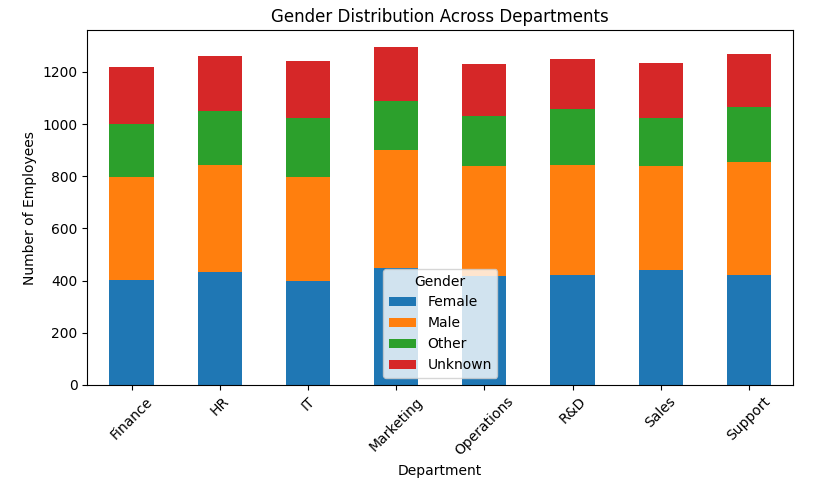 Gender Distribution Across Departments
Number of Employees
1200
1000
800
600
400
200
0
Gender
Female
Male
Other
Unknown
Finance
HR
IT
Marketing
Operations
R&D
Sales
Support
Department